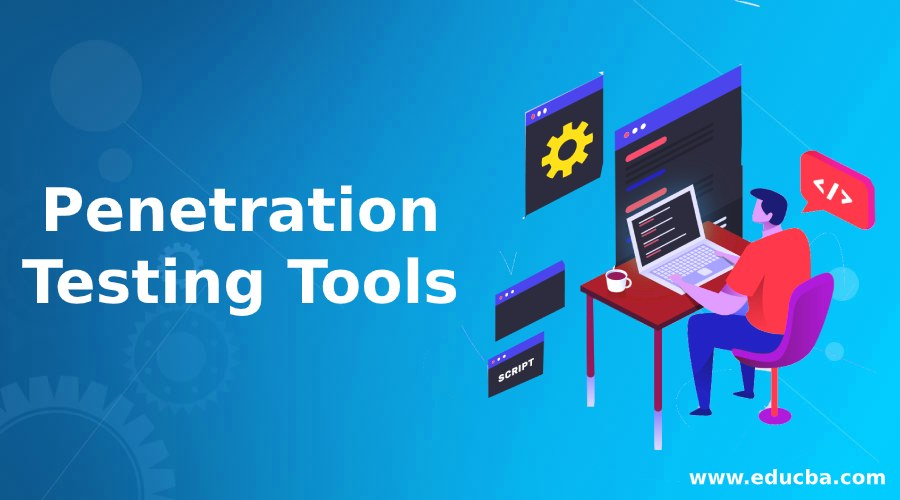 Penetration
Testing Tools
</>
SCRIPT
www.educba.com